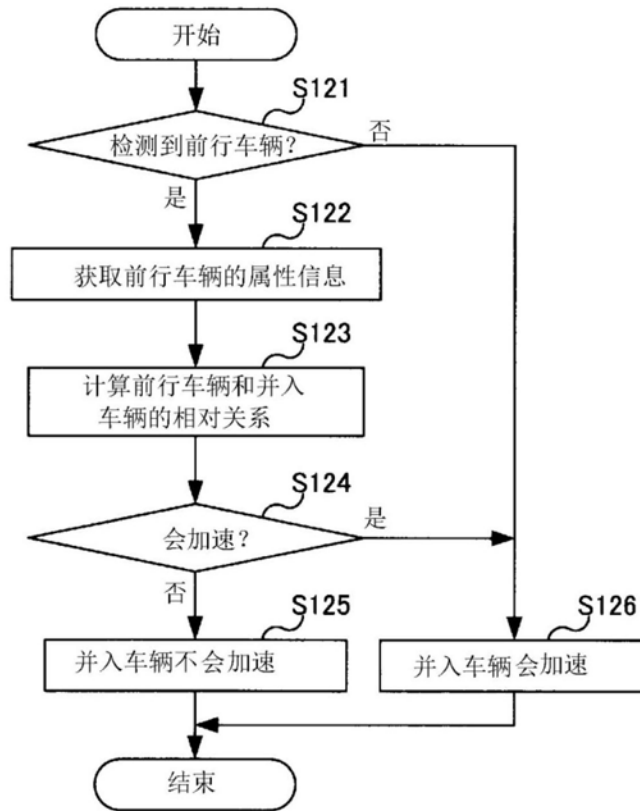 开始
S121
检测到前行车辆？
否
是
S122
获取前行车辆的属性信息
S123
计算前行车辆和并入
车辆的相对关系
S124
会加速？
是
否
S125
并入车辆不会加速
S126
并入车辆会加速
结束